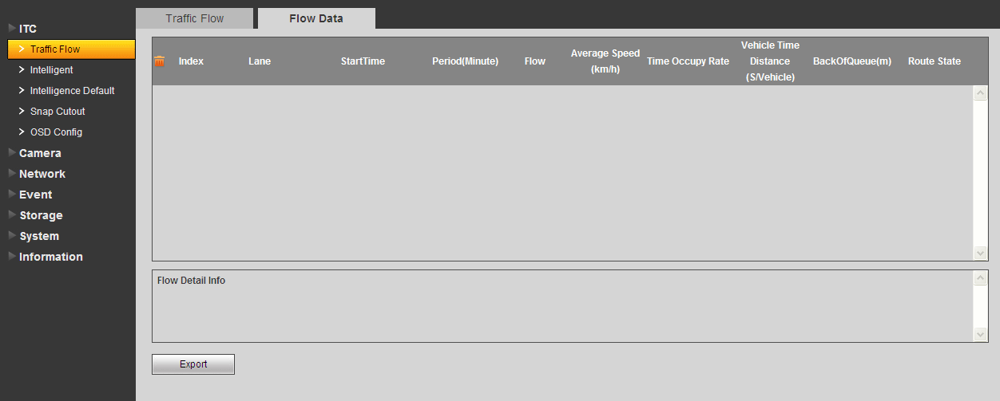 Traffic Flow
Flow Data
ITC
Traffic Flow
Intelligent
Intelligence Default
Snap Cutout
OSD Config
Camera
Network
Event
Storage
System
Information
Index
Lane
StartTime
Period(Minute)
Flow
Average Speed
(km/h)
Time Occupy Rate
Vehicle Time
Distance
(S/Vehicle)
BackOfQueue(m)
Route State
Flow Detail Info
Export